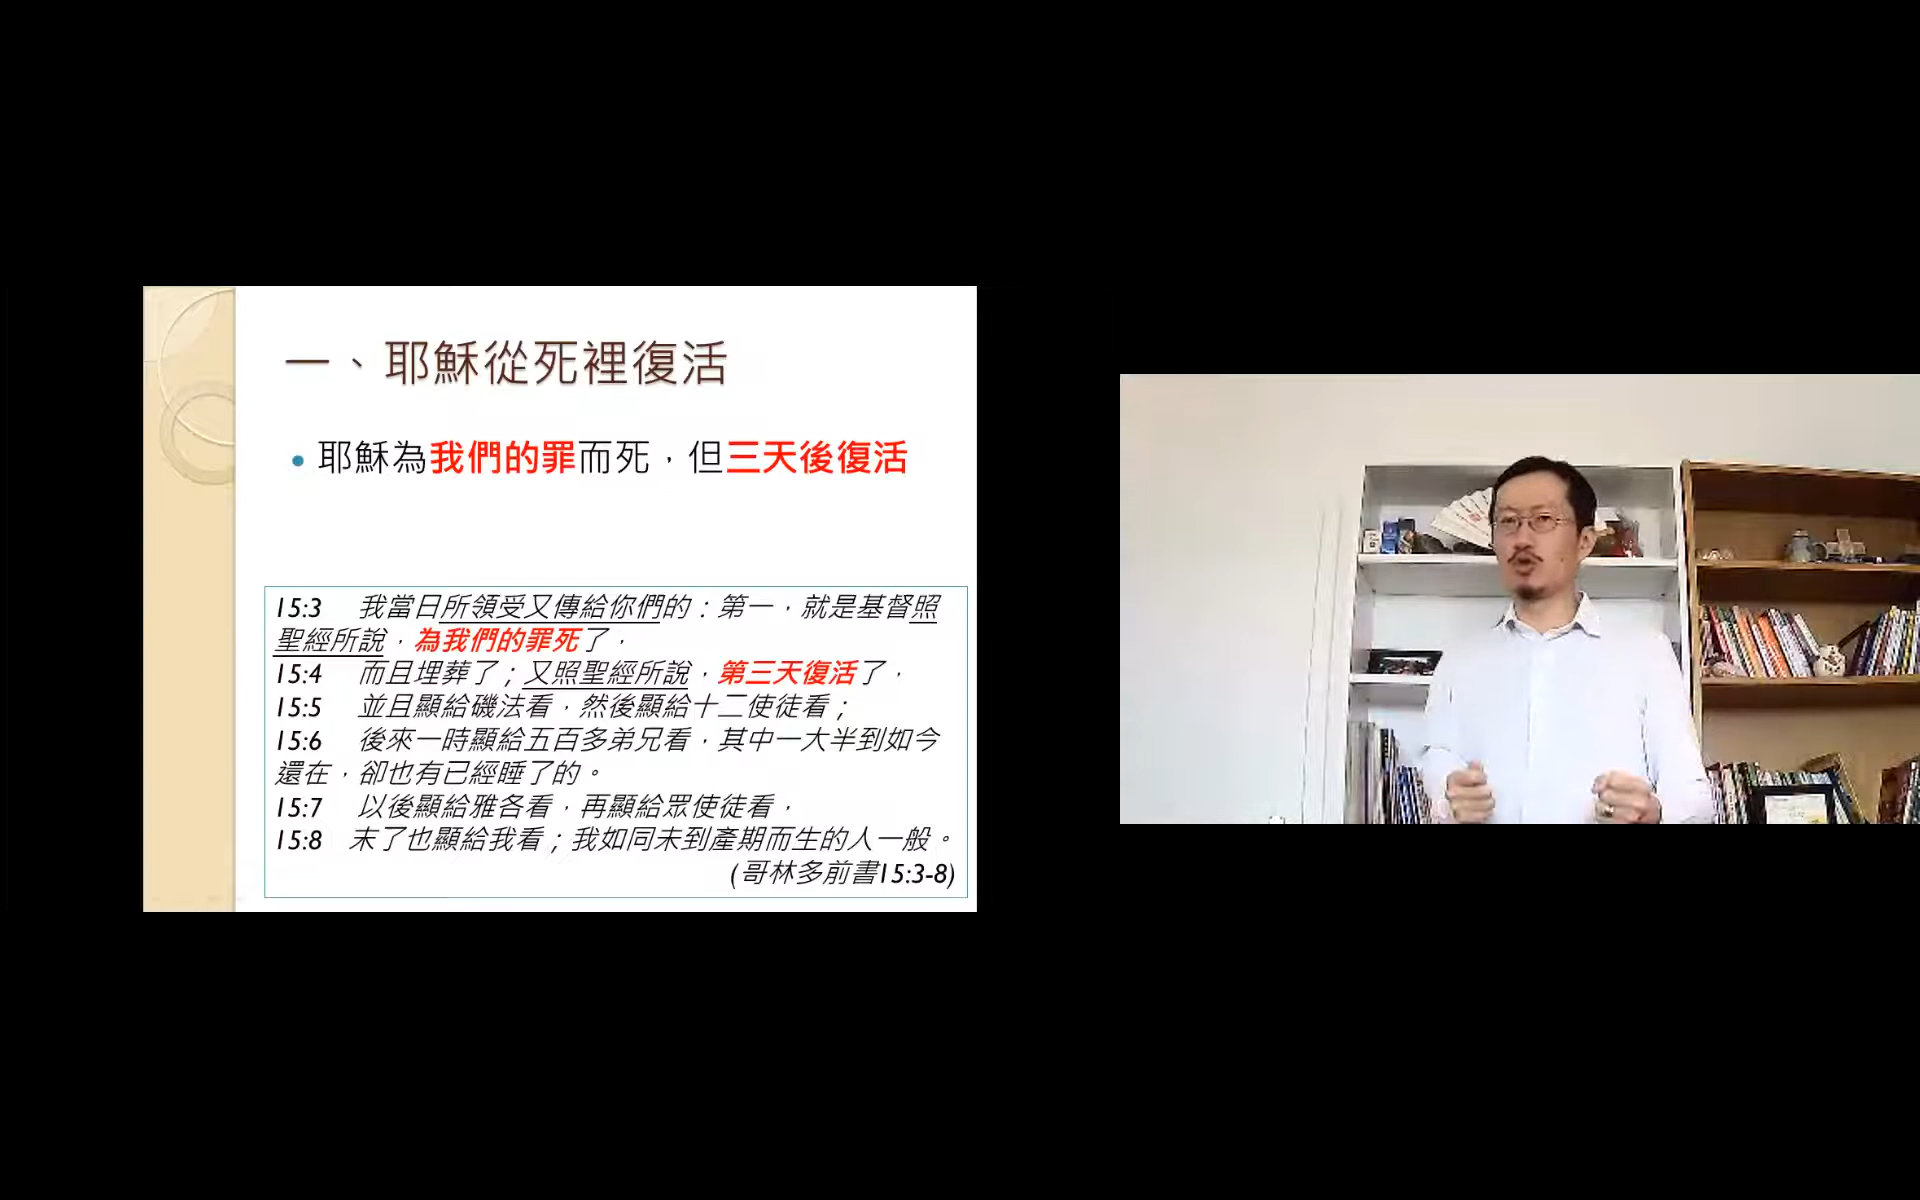 一、耶穌從死裡復活
• 耶穌為我們的罪而死，但三天後復活
15:3 我當日所領受又傳給你們的：第一，就是基督照
聖經所說，為我們的罪死了，
15:4 而且埋葬了；又照聖經所說，第三天復活了，
15:5 並且顯給磯法看，然後顯給十二使徒看；
15:6 後來一時顯給五百多弟兄看，其中一大半到如今
還在，卻也有已經睡了的。
15:7 以後顯給雅各看，再顯給眾使徒看，
15:8 末了也顯給我看；我如同未到產期而生的人一般。
(哥林多前書15:3-8)